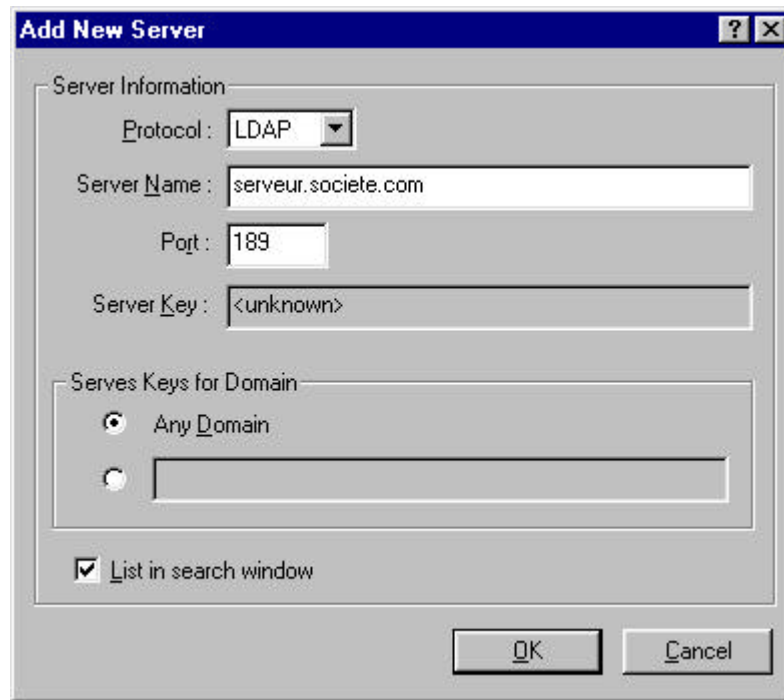 Add New Server
Server Information
Protocol : LDAP
Server Name : serveur.societe.com
Port : 189
Server Key : <unknown>
Serves Keys for Domain
Any Domain
List in search window
OK Cancel